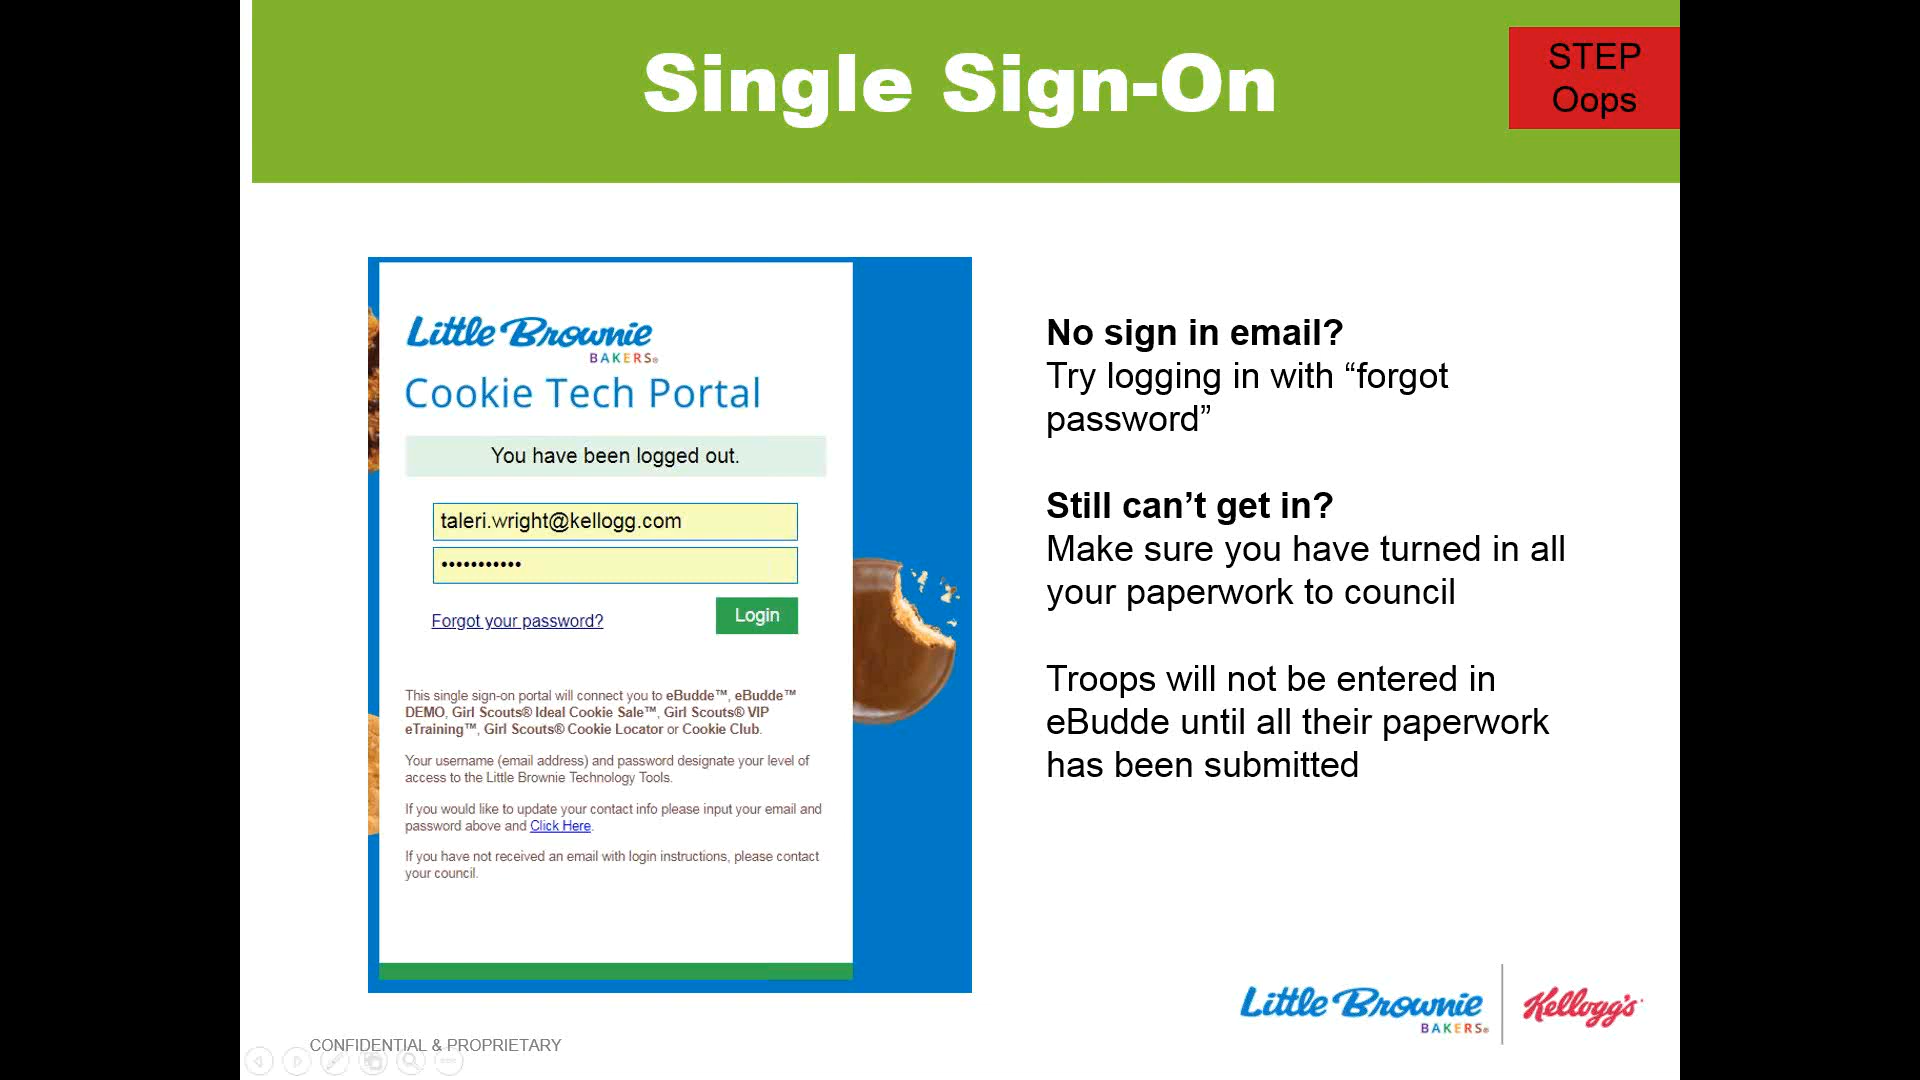 Single Sign-On
STEP
Oops
Little Brownie
BAKERS®
Cookie Tech Portal
You have been logged out.
taleri.wright@kellogg.com
•••••••••••
Forgot your password?
Login
This single sign-on portal will connect you to eBudde™, eBudde™
DEMO, Girl Scouts® Ideal Cookie Sale™, Girl Scouts® VIP
eTraining™, Girl Scouts® Cookie Locator or Cookie Club.
Your username (email address) and password designate your level of
access to the Little Brownie Technology Tools.
If you would like to update your contact info please input your email and
password above and Click Here.
If you have not received an email with login instructions, please contact
your council.
No sign in email?
Try logging in with “forgot
password”
Still can’t get in?
Make sure you have turned in all
your paperwork to council
Troops will not be entered in
eBudde until all their paperwork
has been submitted
Little Brownie
BAKERS®
Kellogg's
CONFIDENTIAL & PROPRIETARY